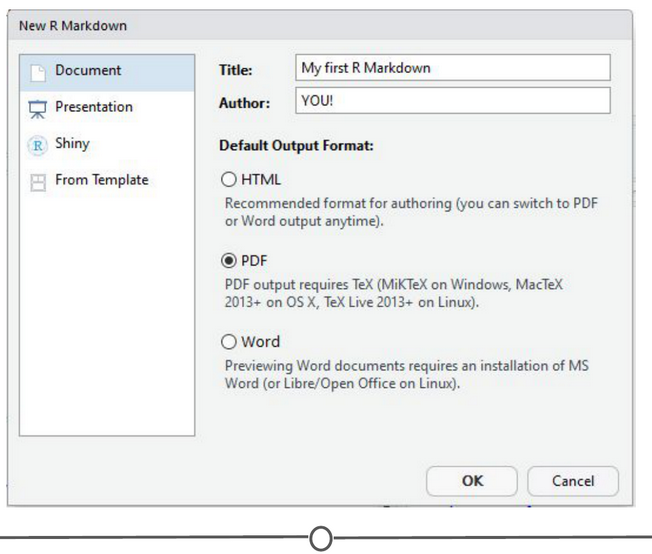 New R Markdown
Document
Presentation
R Shiny
From Template
Title: My first R Markdown
Author: YOU!
Default Output Format:
HTML
Recommended format for authoring (you can switch to PDF
or Word output anytime).
PDF
PDF output requires TeX (MiKTeX on Windows, MacTeX
2013+ on OS X, TeX Live 2013+ on Linux).
Word
Previewing Word documents requires an installation of MS
Word (or Libre/Open Office on Linux).
OK Cancel